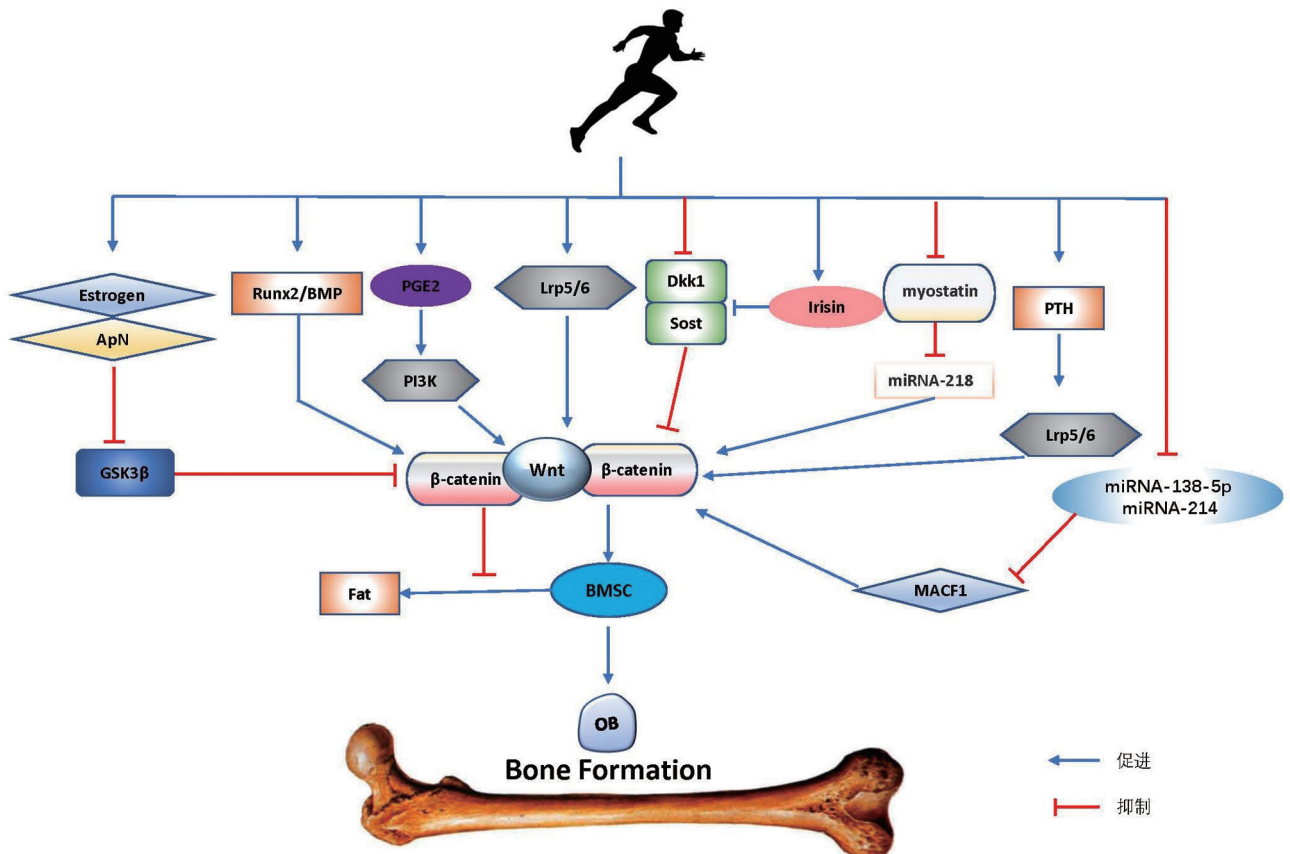 Estrogen
ApN
Runx2/BMP
PGE2
Lrp5/6
Dkk1
Sost
Irisin
myostatin
PTH
PI3K
miRNA-218
Lrp5/6
GSK3β
β-catenin
Wnt
β-catenin
miRNA-138-5p
miRNA-214
Fat
BMSC
MACF1
OB
Bone Formation
促进
抑制